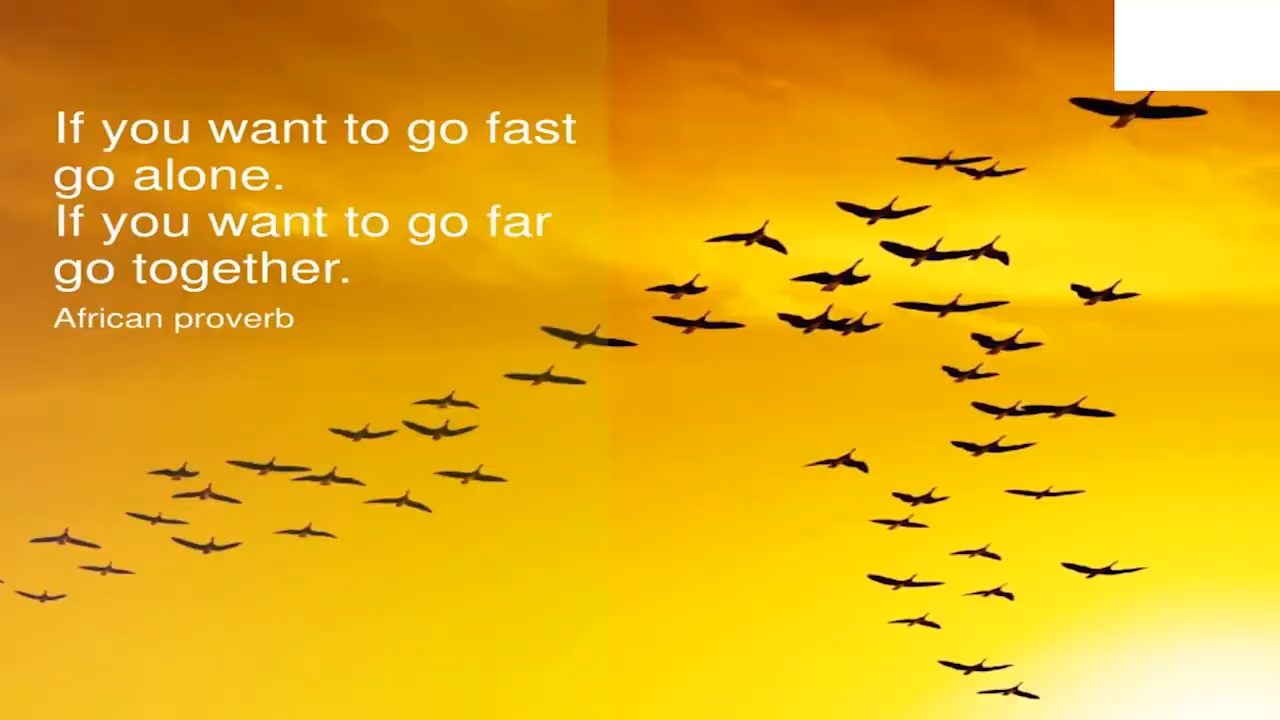 If you want to go fast
go alone.
If you want to go far
go together.
African proverb